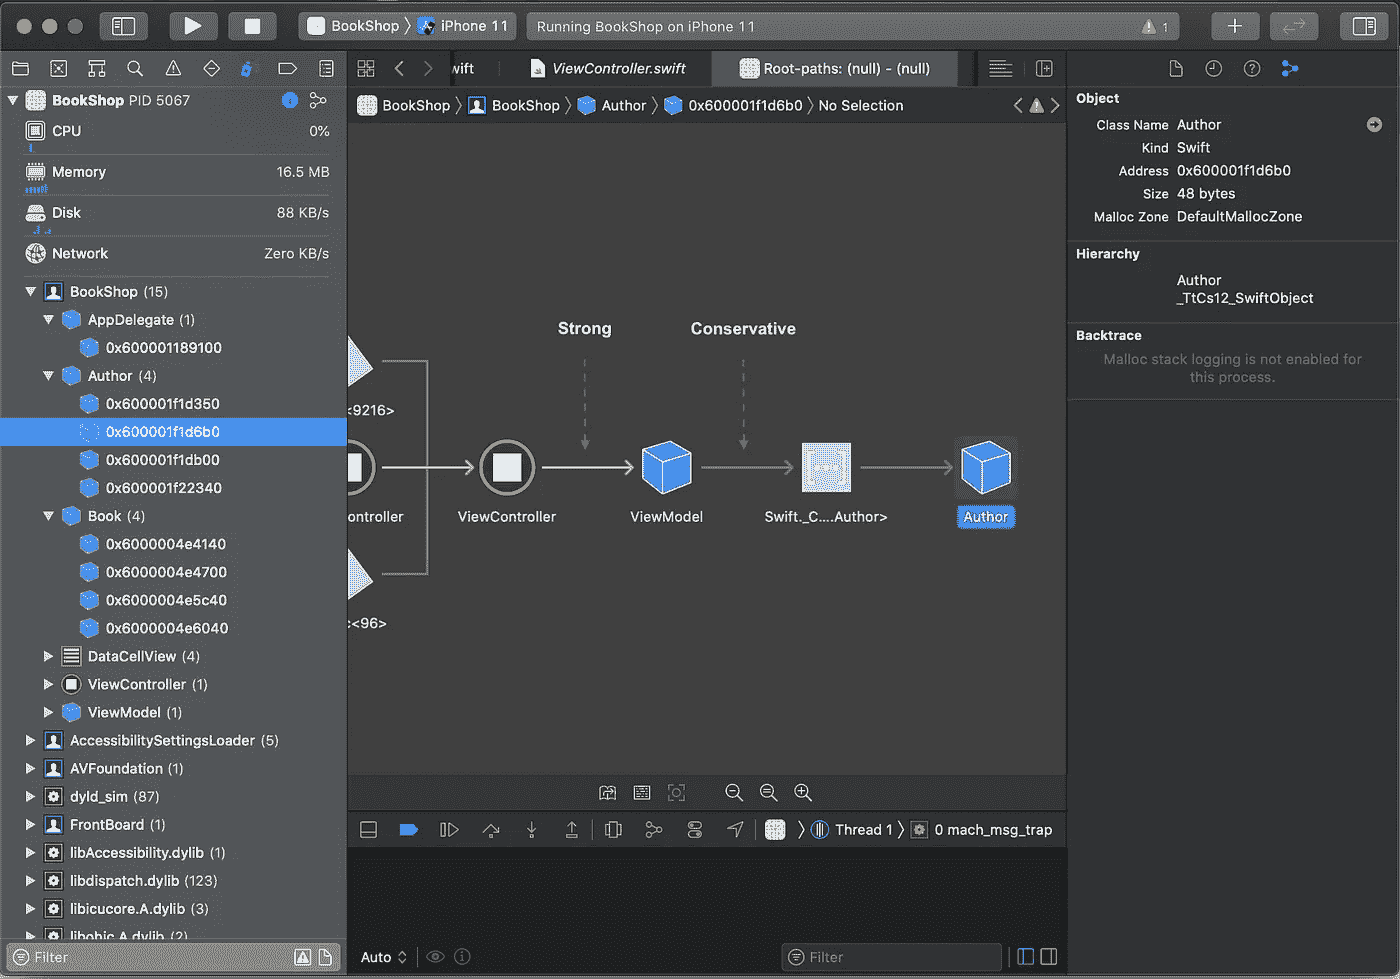 BookShop
iPhone 11
Running BookShop on iPhone 11
1
BookShop PID 5067
CPU 0%
Memory 16.5 MB
Disk 88 KB/s
Network Zero KB/s
BookShop (15)
AppDelegate (1)
0x600001189100
Author (4)
0x600001f1d350
0x600001f1d6b0
0x600001f1db00
0x600001f22340
Book (4)
0x6000004e4140
0x6000004e4700
0x6000004e5c40
0x6000004e6040
DataCellView (4)
ViewController (1)
ViewModel (1)
AccessibilitySettingsLoader (5)
AVFoundation (1)
dyld_sim (87)
FrontBoard (1)
libAccessibility.dylib (1)
libdispatch.dylib (123)
libicucore.A.dylib (3)
libobjc.A.dylib (2)
Filter
wift
ViewController.swift
Root-paths: (null) - (null)
BookShop
BookShop
Author
0x600001f1d6b0
No Selection
Strong
Conservative
<9216>
ontroller
ViewController
ViewModel
Swift._C....Author>
Author
:<96>
Thread 1
0 mach_msg_trap
Auto
Filter
Object
Class Name Author
Kind Swift
Address 0x600001f1d6b0
Size 48 bytes
Malloc Zone DefaultMallocZone
Hierarchy
Author
_TtCs12_SwiftObject
Backtrace
Malloc stack logging is not enabled for
this process.